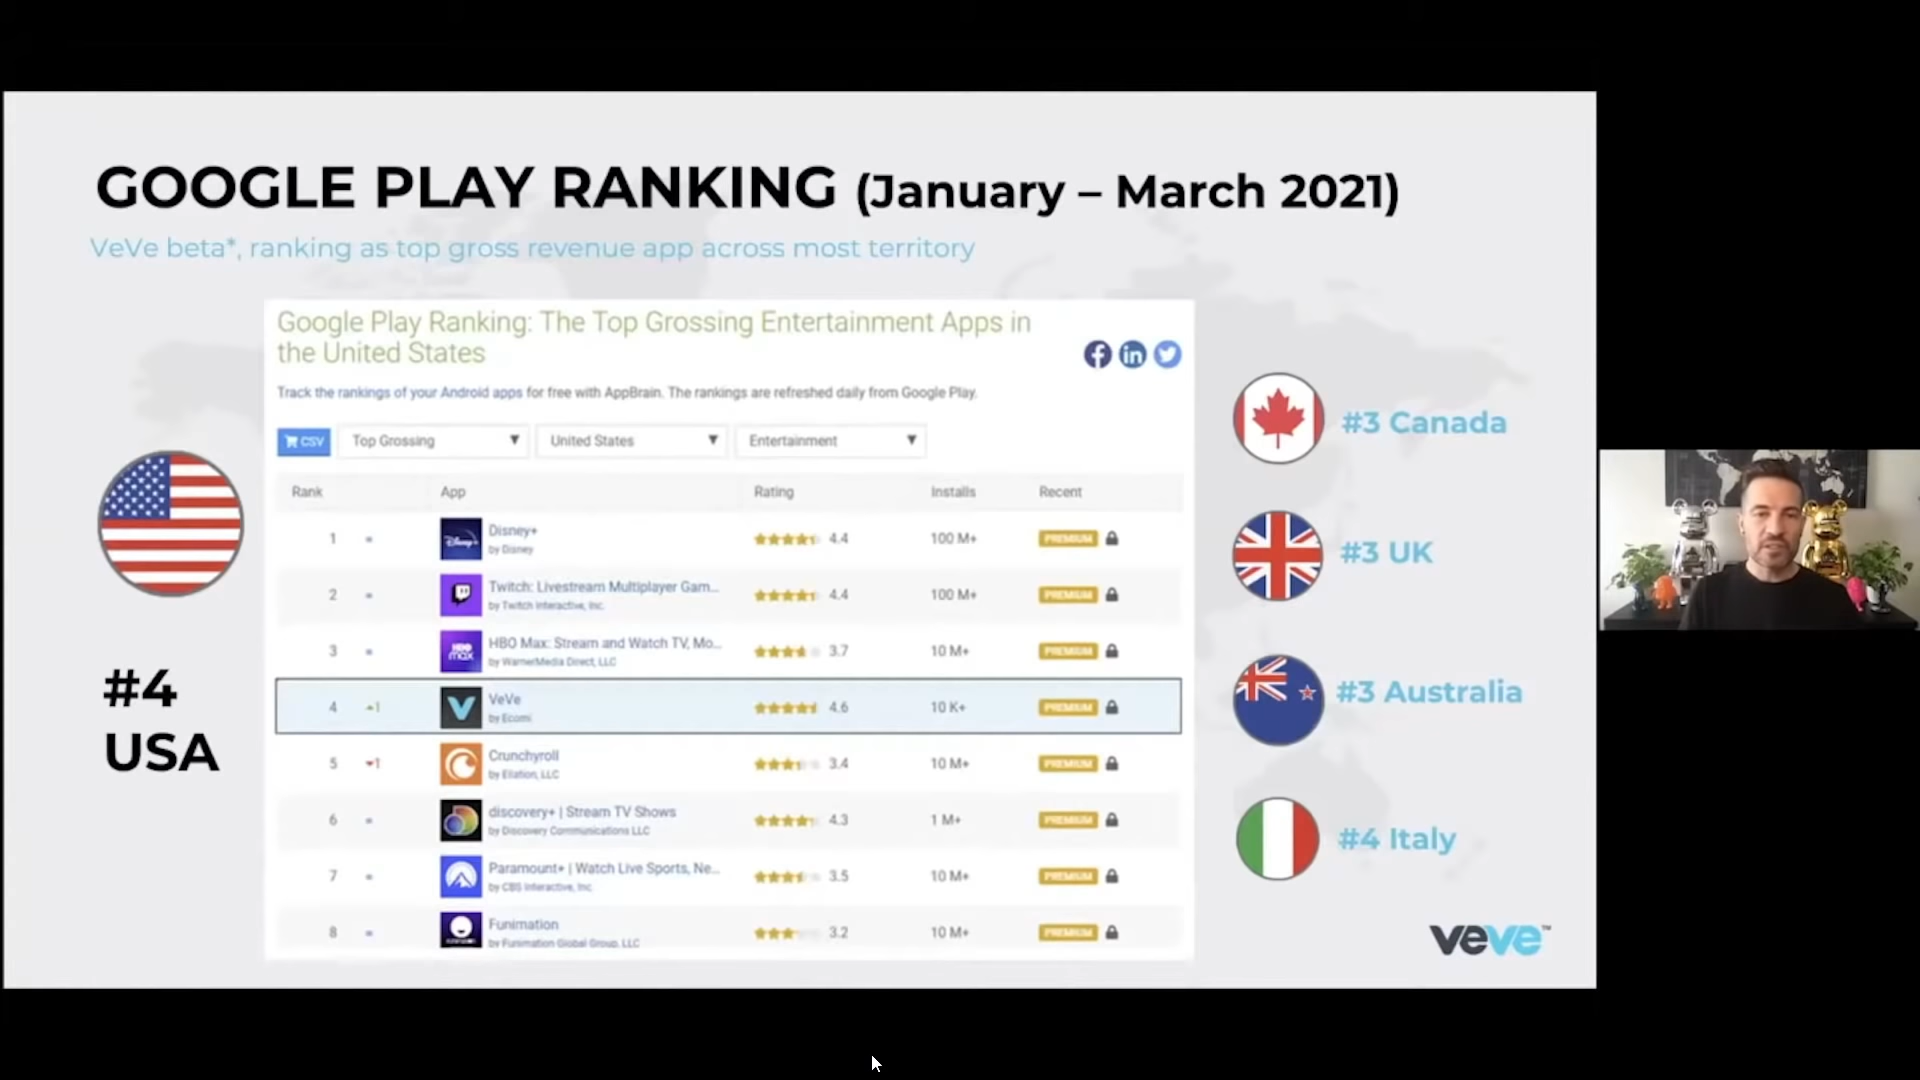 GOOGLE PLAY RANKING (January – March 2021)
VeVe beta*, ranking as top gross revenue app across most territory
Google Play Ranking: The Top Grossing Entertainment Apps in
the United States
Track the rankings of your Android apps for free with AppBrain. The rankings are refreshed daily from Google Play.
CSV Top Grossing ▼ United States ▼ Entertainment ▼
Rank App Rating Installs Recent
1 = Disney+ 4.4 100 M+ PREMIUM
by Disney
2 = Twitch: Livestream Multiplayer Gam... 4.4 100 M+ PREMIUM
by Twitch Interactive, Inc.
3 = HBO Max: Stream and Watch TV, Mo... 3.7 10 M+ PREMIUM
by WarnerMedia Direct, LLC
4 1 VeVe 4.6 10 K+ PREMIUM
by Ecomi
5 1 Crunchyroll 3.4 10 M+ PREMIUM
by Ellation, LLC
6 = discovery+ | Stream TV Shows 4.3 1 M+ PREMIUM
by Discovery Communications LLC
7 = Paramount+ | Watch Live Sports, Ne... 3.5 10 M+ PREMIUM
by CBS Interactive, Inc
8 = Funimation 3.2 10 M+ PREMIUM
by Funimation Global Group, LLC
#4
USA
#3 Canada
#3 UK
#3 Australia
#4 Italy
veve™